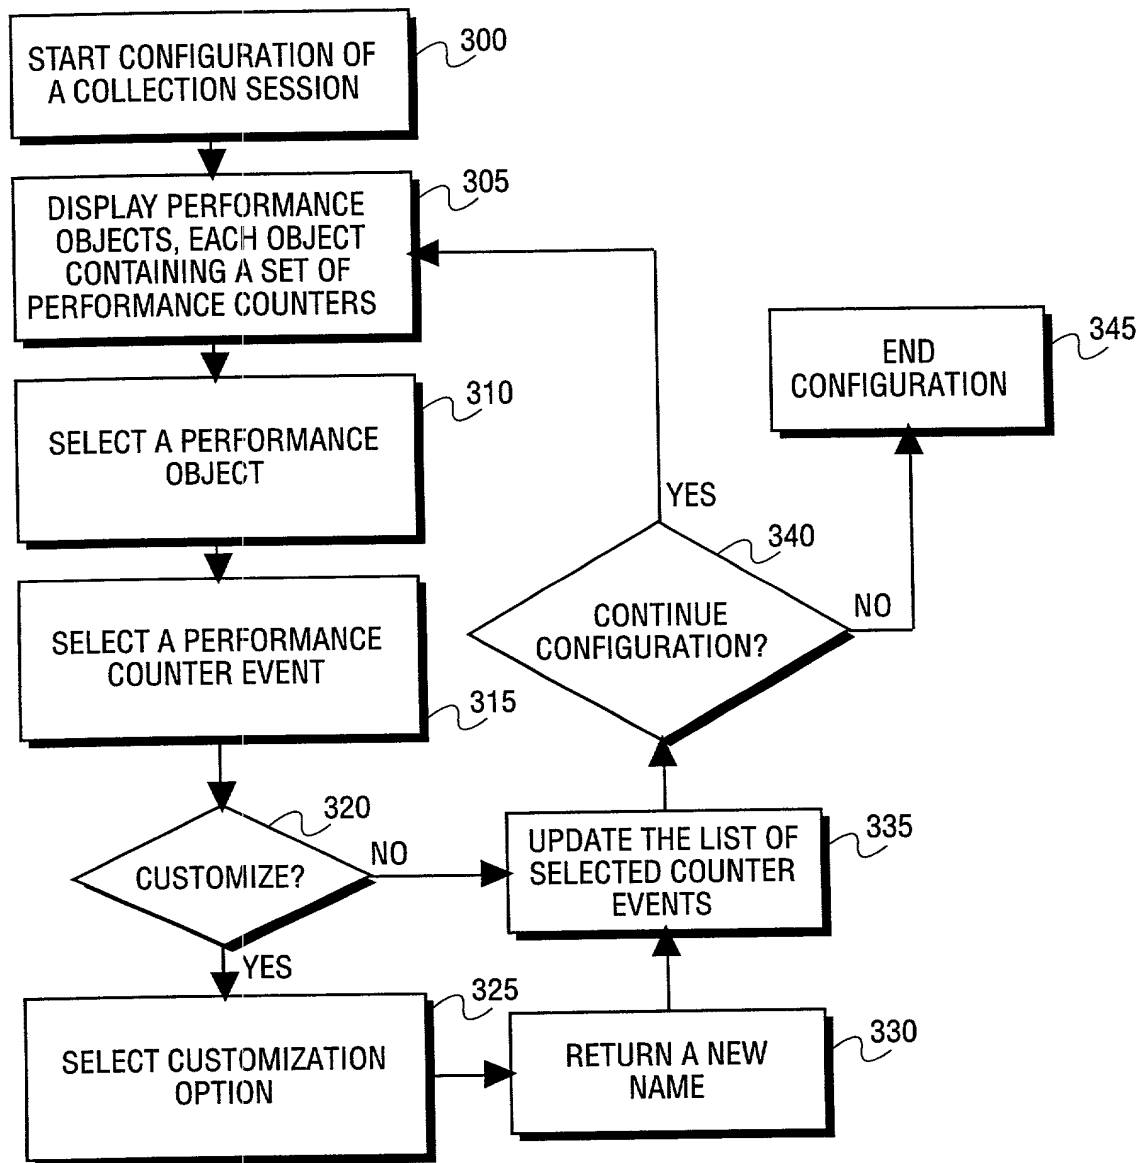 START CONFIGURATION OF
A COLLECTION SESSION
300
DISPLAY PERFORMANCE
OBJECTS, EACH OBJECT
CONTAINING A SET OF
PERFORMANCE COUNTERS
305
SELECT A PERFORMANCE
OBJECT
310
SELECT A PERFORMANCE
COUNTER EVENT
315
CUSTOMIZE?
320
NO
YES
SELECT CUSTOMIZATION
OPTION
325
RETURN A NEW
NAME
330
UPDATE THE LIST OF
SELECTED COUNTER
EVENTS
335
CONTINUE
CONFIGURATION?
340
YES
NO
END
CONFIGURATION
345